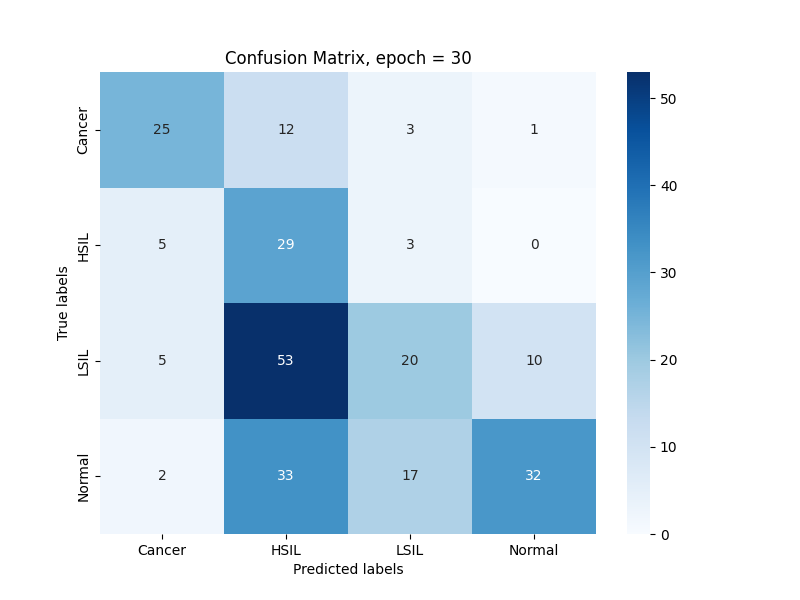 Confusion Matrix, epoch = 30
True labels
Cancer 25 12 3 1
HSIL 5 29 3 0
LSIL 5 53 20 10
Normal 2 33 17 32
Cancer HSIL LSIL Normal
Predicted labels
50
40
30
20
10
0